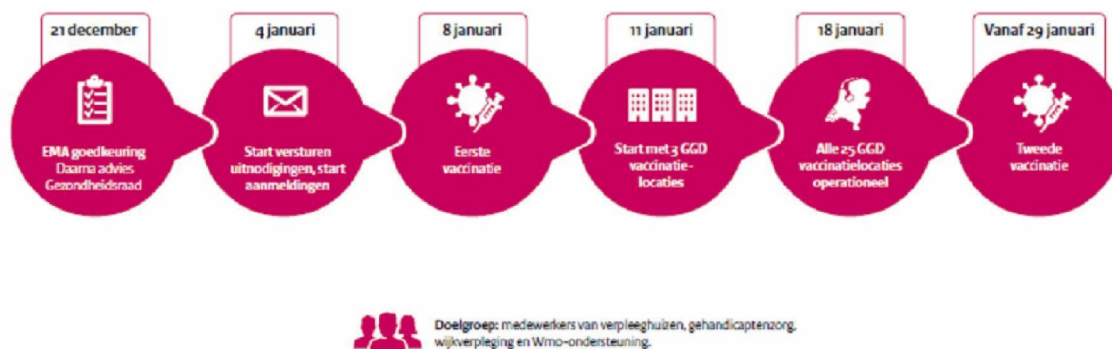 21 december
EMA goedkeuring
Daarna advies
Gezondheidsraad
4 januari
Start versturen
uitnodigingen, start
aanmeldingen
8 januari
Eerste
vaccinatie
11 januari
Start met 3 GGD
vaccinatie-
locaties
18 januari
Alle 25 GGD
vaccinatielocaties
operationeel
Vanaf 29 januari
Tweede
vaccinatie
Doelgroep: medewerkers van verpleeghuizen, gehandicaptenzorg,
wijkverpleging en Wmo-ondersteuning.